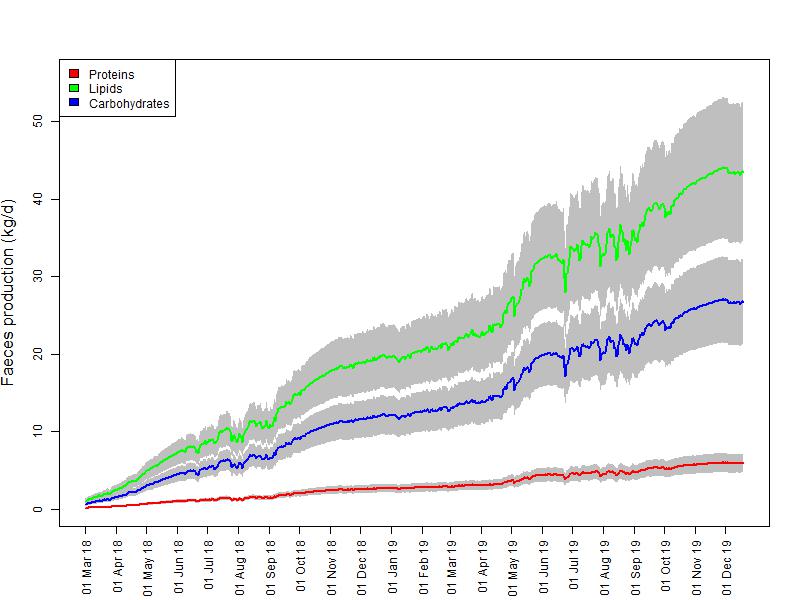 Proteins
Lipids
Carbohydrates
Faeces production (kg/d)
50
40
30
20
10
0
01 Mar 18
01 Apr 18
01 May 18
01 Jun 18
01 Jul 18
01 Aug 18
01 Sep 18
01 Oct 18
01 Nov 18
01 Dec 18
01 Jan 19
01 Feb 19
01 Mar 19
01 Apr 19
01 May 19
01 Jun 19
01 Jul 19
01 Aug 19
01 Sep 19
01 Oct 19
01 Nov 19
01 Dec 19